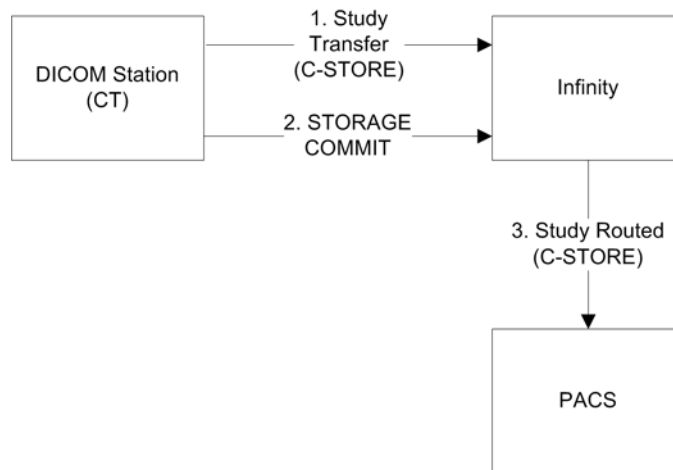 1. Study
Transfer
(C-STORE)
DICOM Station
(CT)
Infinity
2. STORAGE
COMMIT
3. Study Routed
(C-STORE)
PACS